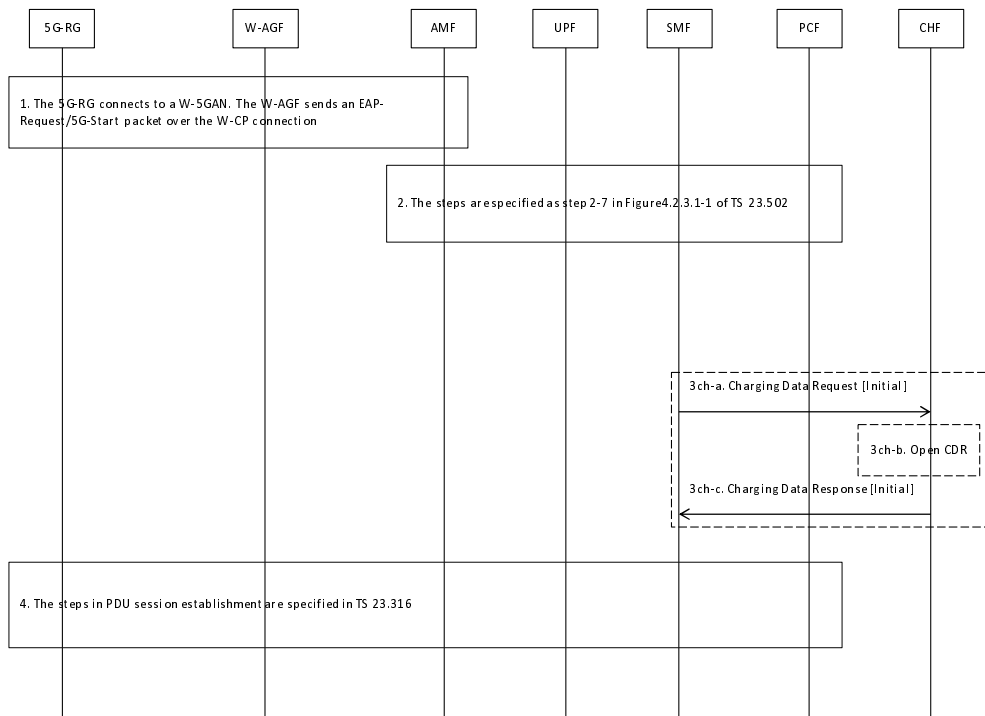 5G-RG
W-AGF
AMF
UPF
SMF
PCF
CHF
1. The 5G-RG connects to a W-5GAN. The W-AGF sends an EAP-
Request/5G-Start packet over the W-CP connection
2. The steps are specified as step 2-7 in Figure4.2.3.1-1 of TS 23.502
3ch-a. Charging Data Request [Initial]
3ch-b. Open CDR
3ch-c. Charging Data Response [Initial]
4. The steps in PDU session establishment are specified in TS 23.316